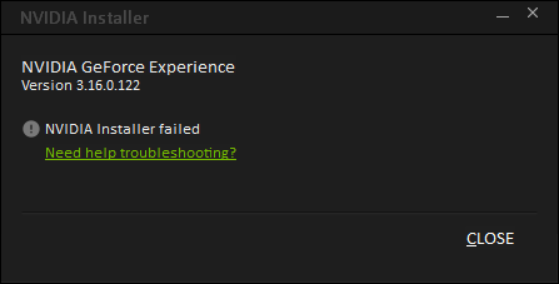 NVIDIA Installer
NVIDIA GeForce Experience
Version 3.16.0.122
NVIDIA Installer failed
Need help troubleshooting?
CLOSE